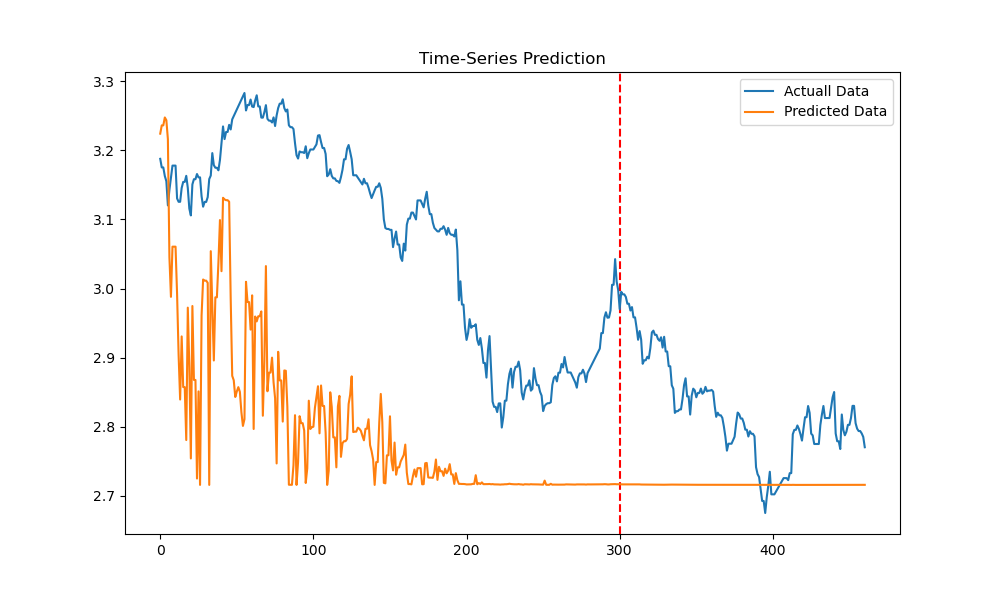 Time-Series Prediction
Actuall Data
Predicted Data
3.3
3.2
3.1
3.0
2.9
2.8
2.7
0 100 200 300 400